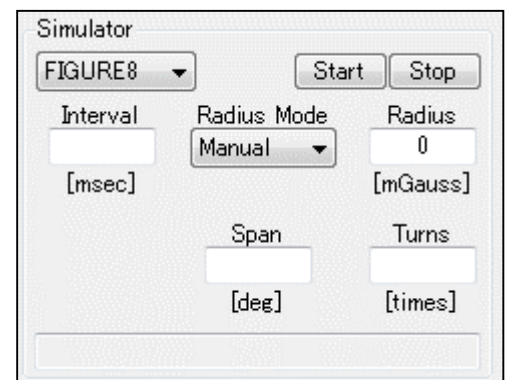 Simulator
FIGURE8 Start Stop
Interval Radius Mode Radius
Manual 0
[msec] [mGauss]
Span Turns
[deg] [times]